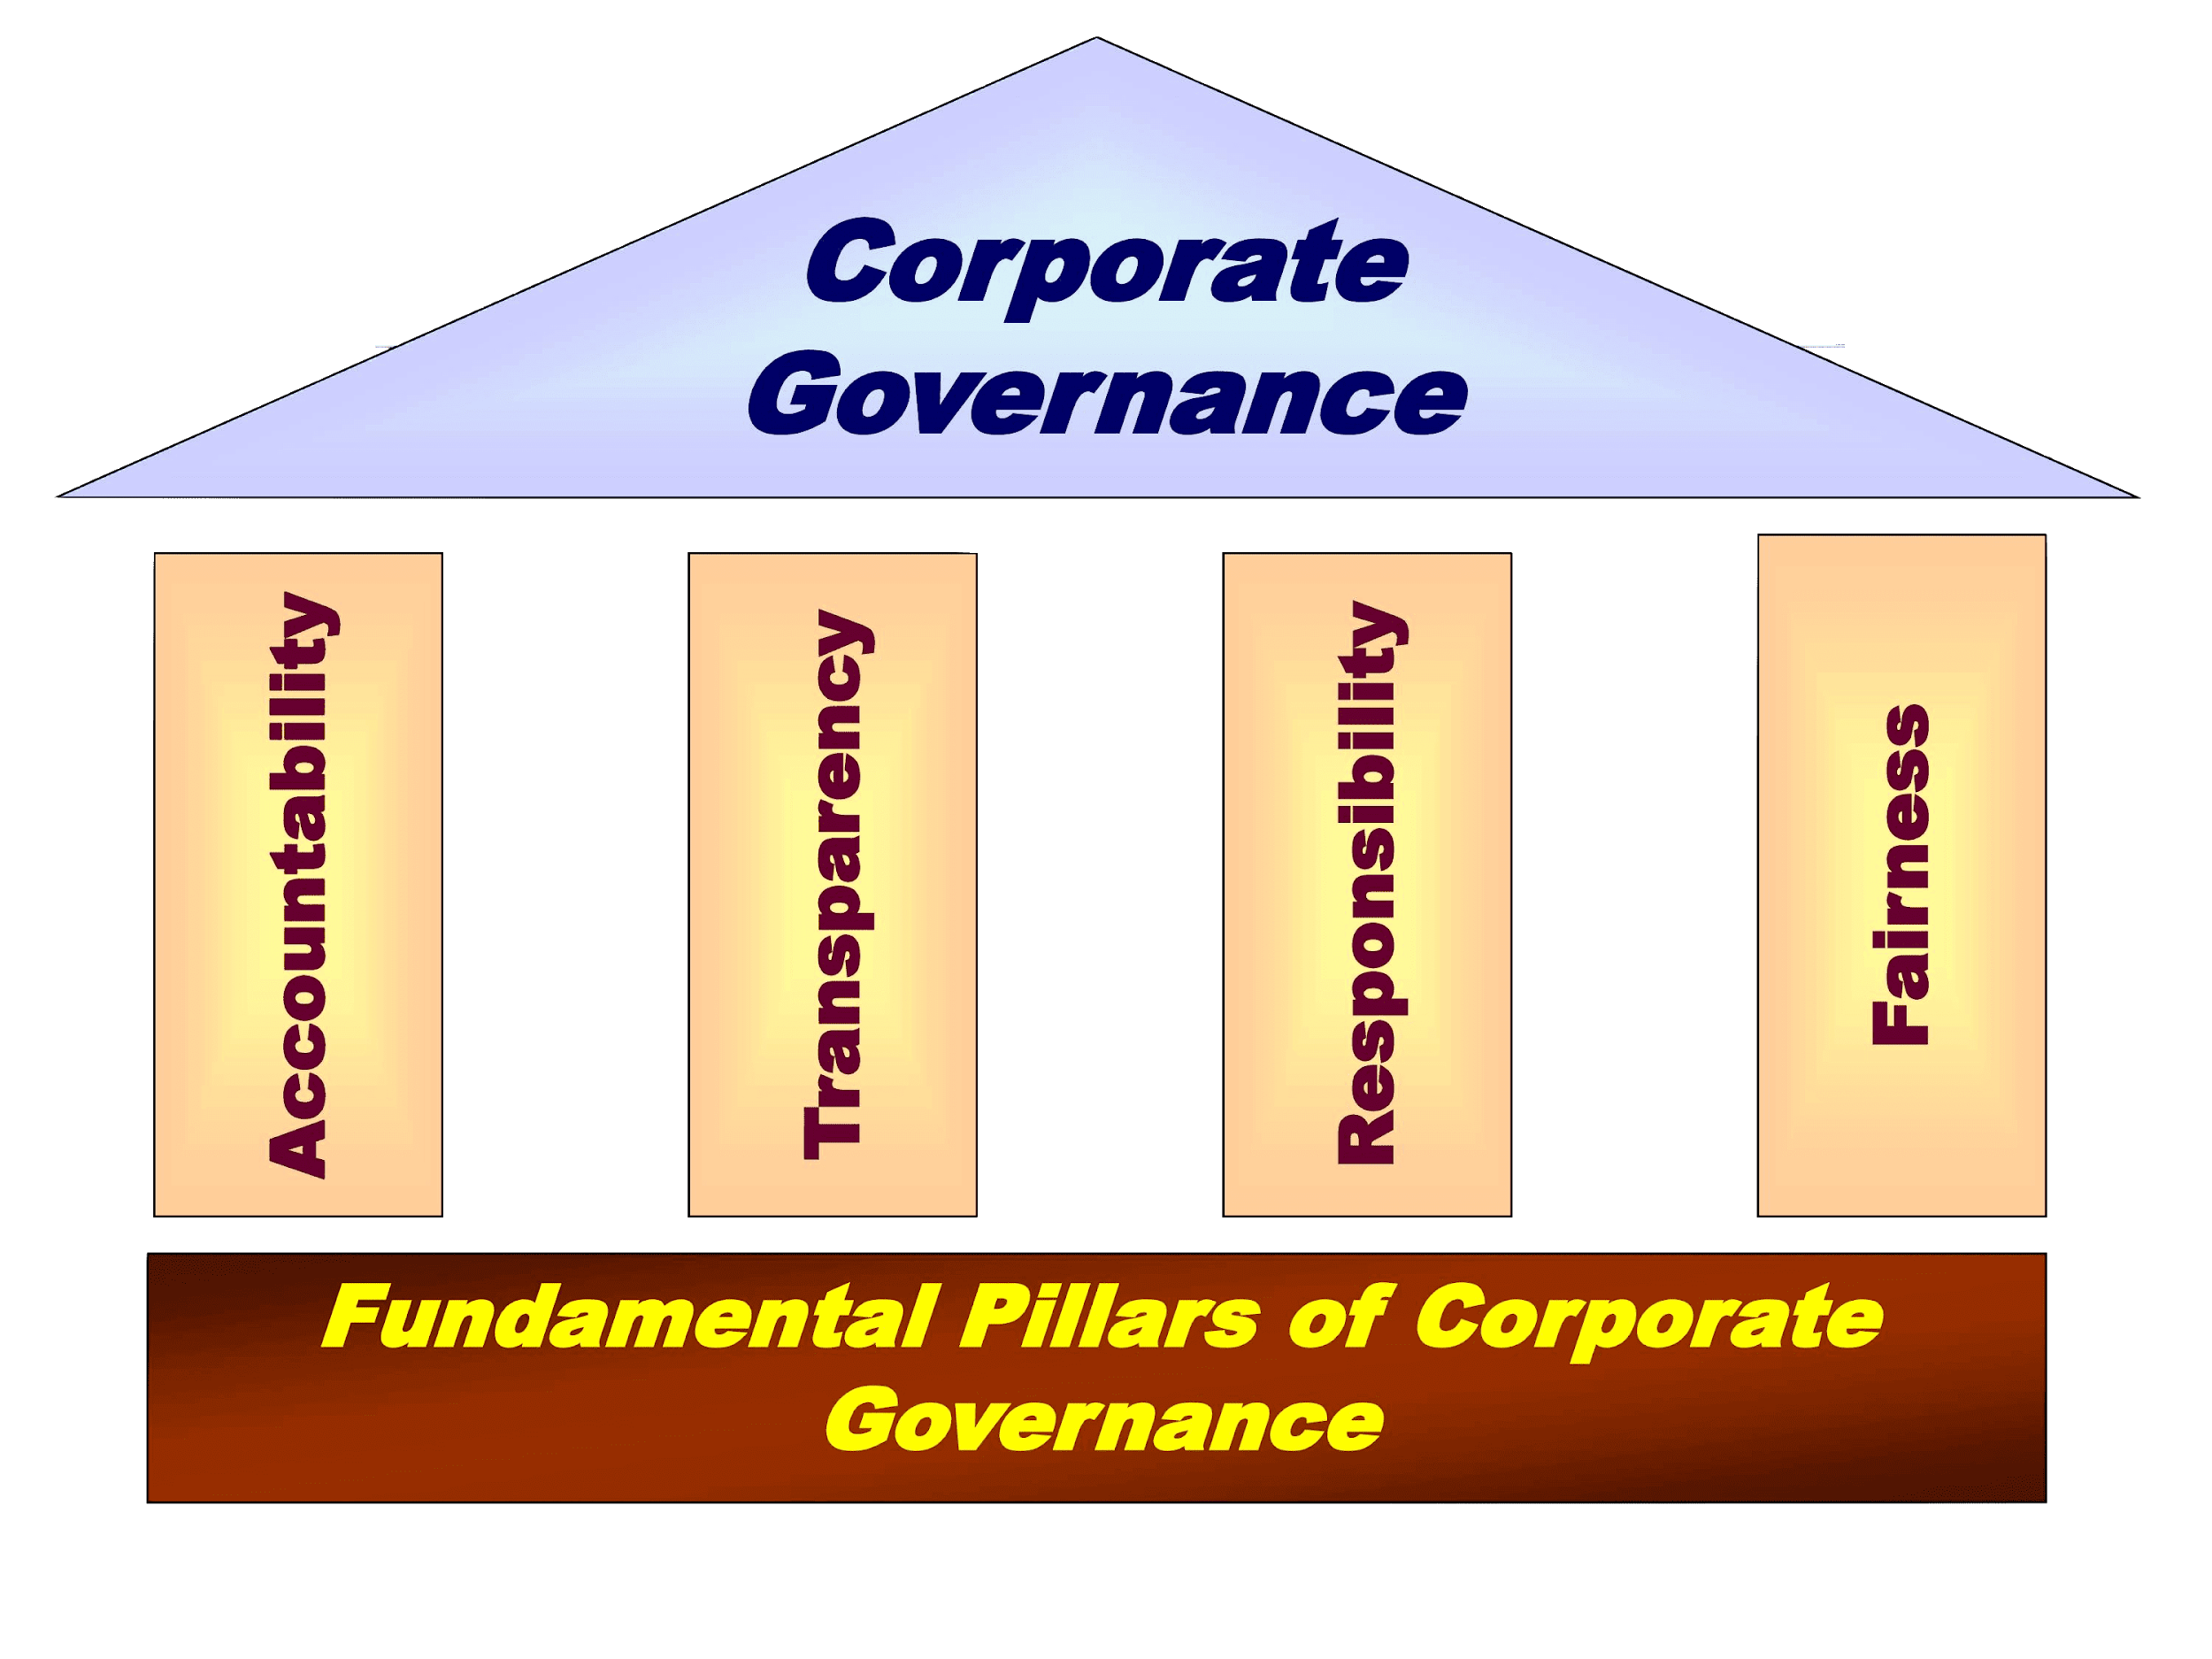 Corporate
Governance
Accountability
Transparency
Responsibility
Fairness
Fundamental Pillars of Corporate
Governance